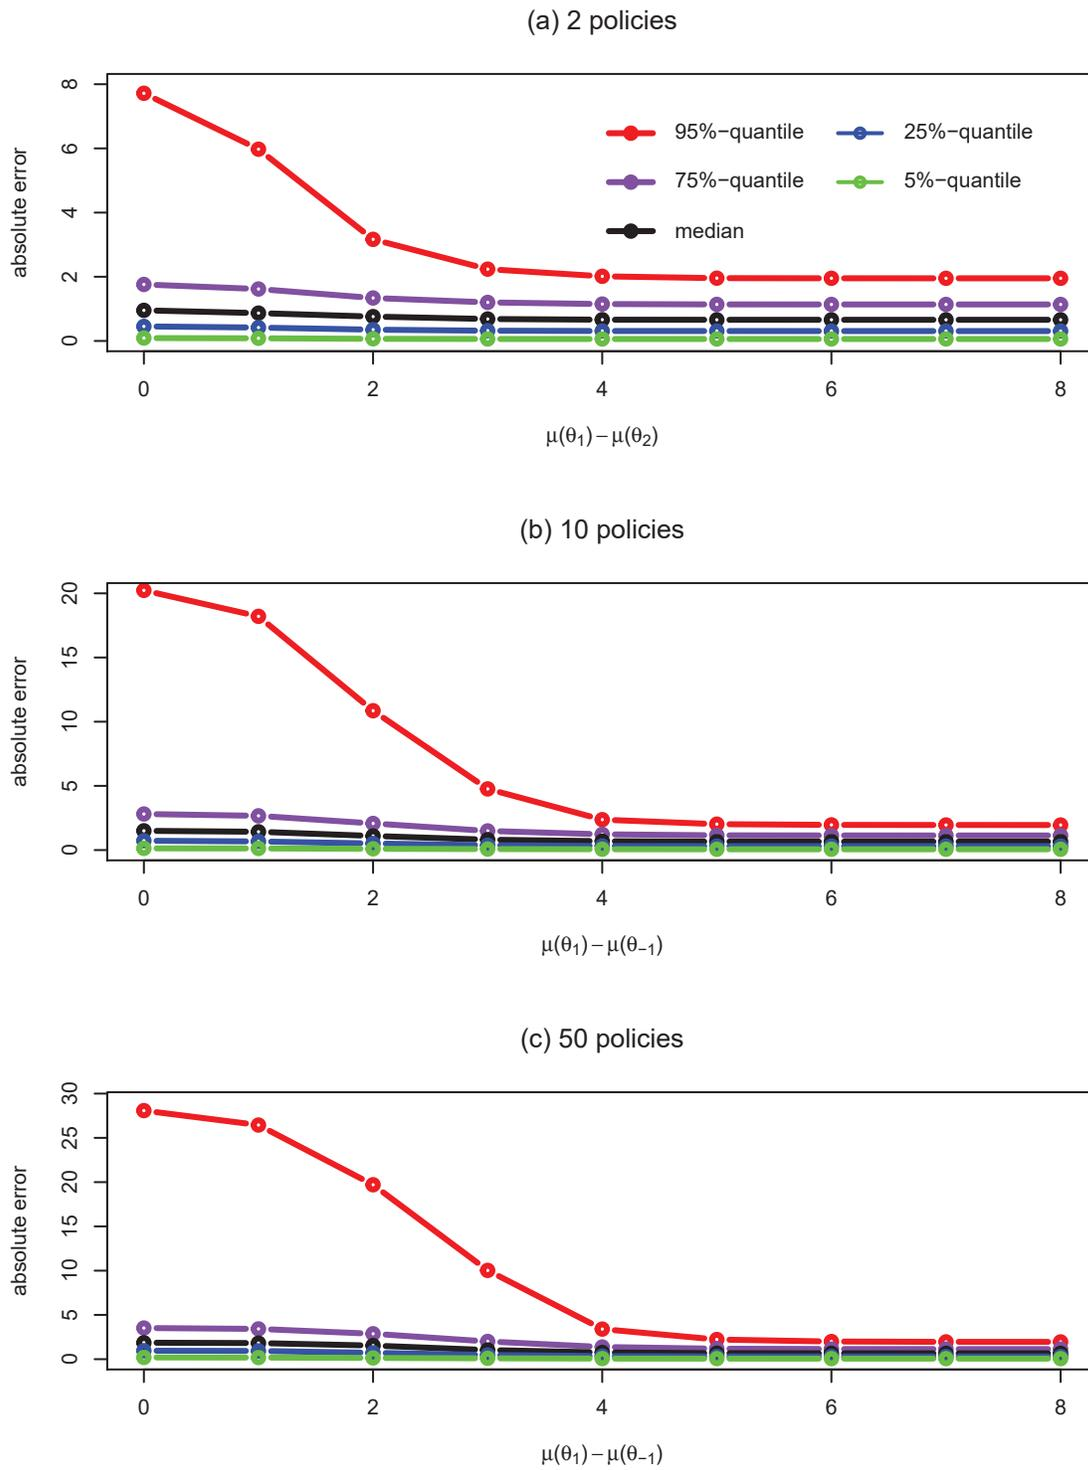 (a) 2 policies
absolute error
8
6
4
2
0
95%−quantile
25%−quantile
75%−quantile
5%−quantile
median
0 2 4 6 8
μ(θ₁) − μ(θ₂)
(b) 10 policies
absolute error
20
15
10
5
0
0 2 4 6 8
μ(θ₁) − μ(θ₋₁)
(c) 50 policies
absolute error
30
25
20
15
10
5
0
0 2 4 6 8
μ(θ₁) − μ(θ₋₁)